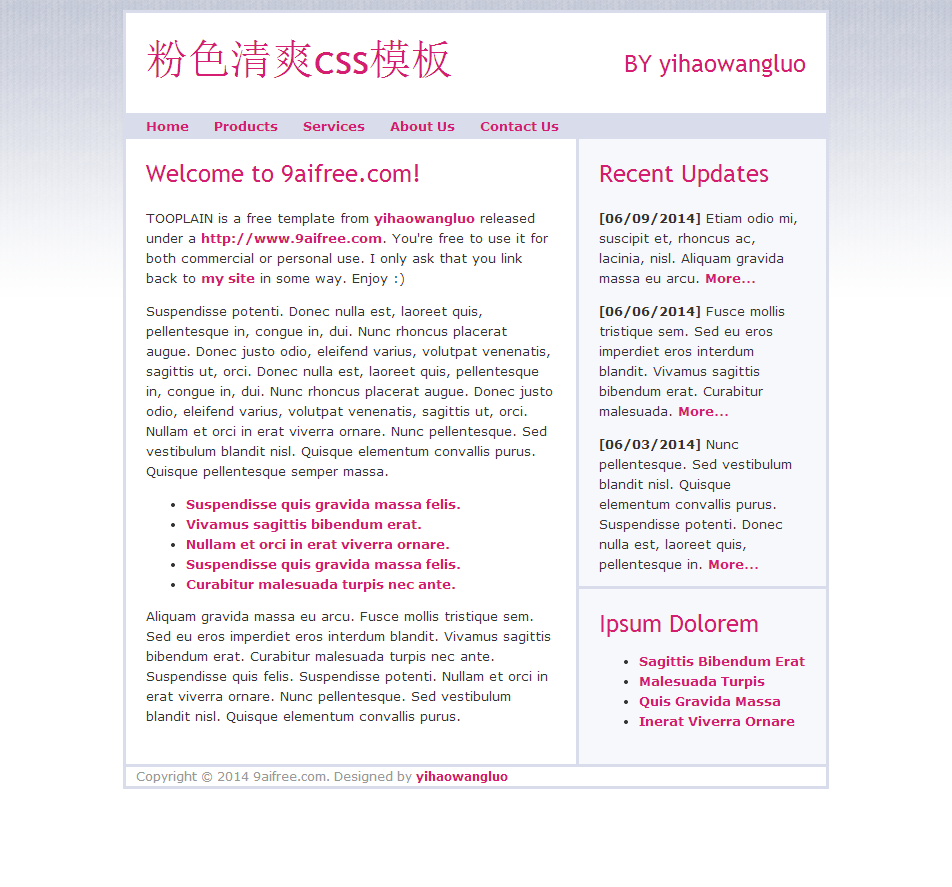 粉色清爽css模板
BY yihaowangluo
Home Products Services About Us Contact Us
Welcome to 9aifree.com!
TOOPLAIN is a free template from yihaowangluo released
under a http://www.9aifree.com. You're free to use it for
both commercial or personal use. I only ask that you link
back to my site in some way. Enjoy :)
Suspendisse potenti. Donec nulla est, laoreet quis,
pellentesque in, congue in, dui. Nunc rhoncus placerat
augue. Donec justo odio, eleifend varius, volutpat venenatis,
sagittis ut, orci. Donec nulla est, laoreet quis, pellentesque
in, congue in, dui. Nunc rhoncus placerat augue. Donec justo
odio, eleifend varius, volutpat venenatis, sagittis ut, orci.
Nullam et orci in erat viverra ornare. Nunc pellentesque. Sed
vestibulum blandit nisl. Quisque elementum convallis purus.
Quisque pellentesque semper massa.
• Suspendisse quis gravida massa felis.
• Vivamus sagittis bibendum erat.
• Nullam et orci in erat viverra ornare.
• Suspendisse quis gravida massa felis.
• Curabitur malesuada turpis nec ante.
Aliquam gravida massa eu arcu. Fusce mollis tristique sem.
Sed eu eros imperdiet eros interdum blandit. Vivamus sagittis
bibendum erat. Curabitur malesuada turpis nec ante.
Suspendisse quis felis. Suspendisse potenti. Nullam et orci in
erat viverra ornare. Nunc pellentesque. Sed vestibulum
blandit nisl. Quisque elementum convallis purus.
Recent Updates
[06/09/2014] Etiam odio mi,
suscipit et, rhoncus ac,
lacinia, nisl. Aliquam gravida
massa eu arcu. More...
[06/06/2014] Fusce mollis
tristique sem. Sed eu eros
imperdiet eros interdum
blandit. Vivamus sagittis
bibendum erat. Curabitur
malesuada. More...
[06/03/2014] Nunc
pellentesque. Sed vestibulum
blandit nisl. Quisque
elementum convallis purus.
Suspendisse potenti. Donec
nulla est, laoreet quis,
pellentesque in. More...
Ipsum Dolorem
• Sagittis Bibendum Erat
• Malesuada Turpis
• Quis Gravida Massa
• Inerat Viverra Ornare
Copyright © 2014 9aifree.com. Designed by yihaowangluo